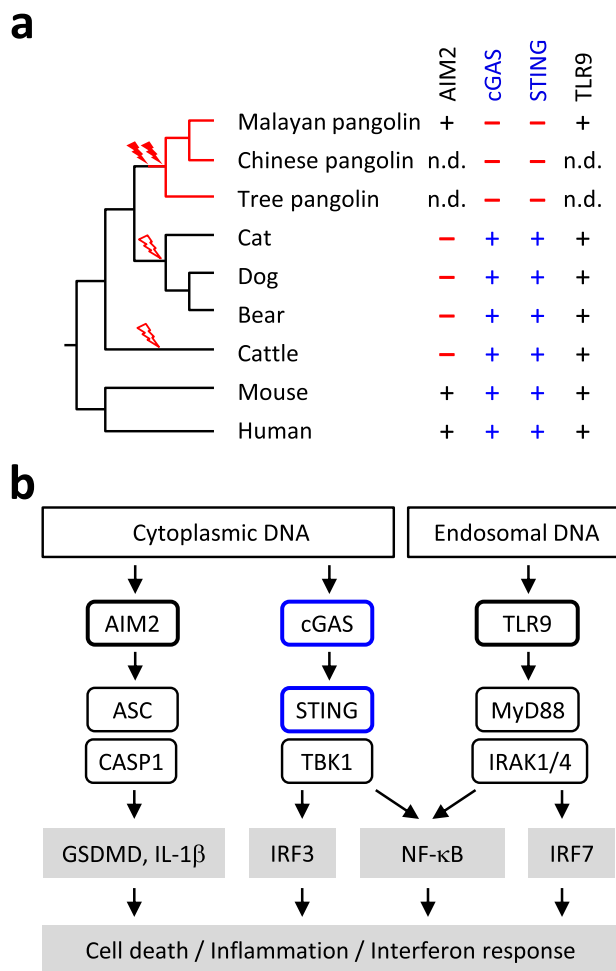 a
AIM2 cGAS STING TLR9
Malayan pangolin + − − +
Chinese pangolin n.d. − − n.d.
Tree pangolin n.d. − − n.d.
Cat − + + +
Dog − + + +
Bear − + + +
Cattle − + + +
Mouse + + + +
Human + + + +
b
Cytoplasmic DNA Endosomal DNA
AIM2 cGAS TLR9
ASC STING MyD88
CASP1 TBK1 IRAK1/4
GSDMD, IL-1β IRF3 NF-κB IRF7
Cell death / Inflammation / Interferon response